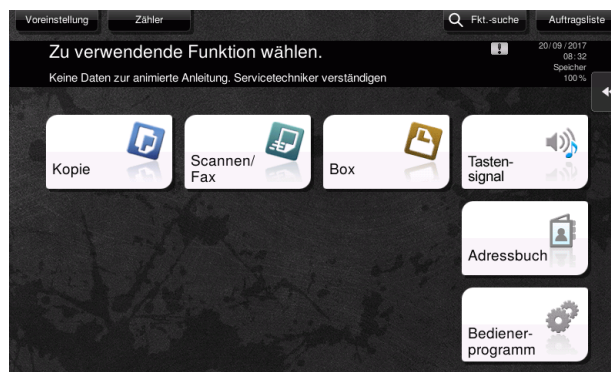 Voreinstellung
Zähler
Fkt.-suche
Auftragsliste
Zu verwendende Funktion wählen.
20/09/2017
08:32
Speicher
100 %
Keine Daten zur animierte Anleitung. Servicetechniker verständigen
Kopie
Scannen/
Fax
Box
Tasten-
signal
Adressbuch
Bediener-
programm